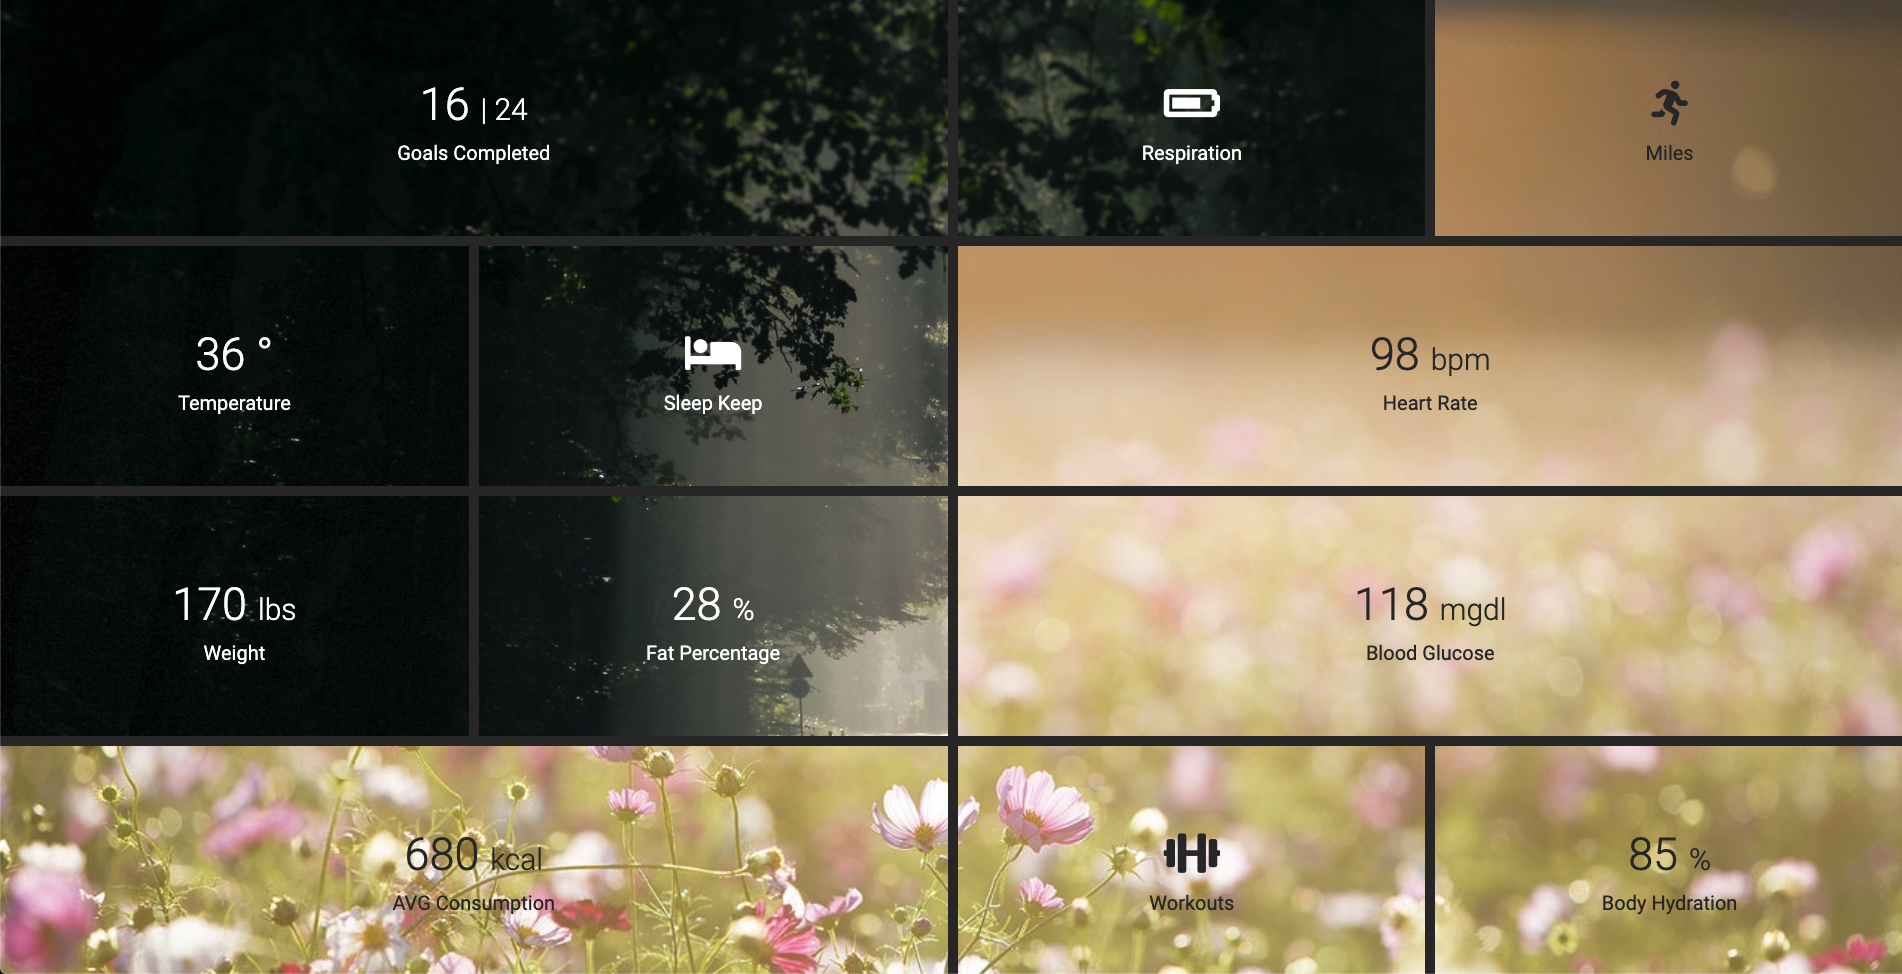 16 | 24
Goals Completed
Respiration
Miles
36 °
Temperature
Sleep Keep
98 bpm
Heart Rate
170 lbs
Weight
28 %
Fat Percentage
118 mgdl
Blood Glucose
680 kcal
AVG Consumption
Workouts
85 %
Body Hydration